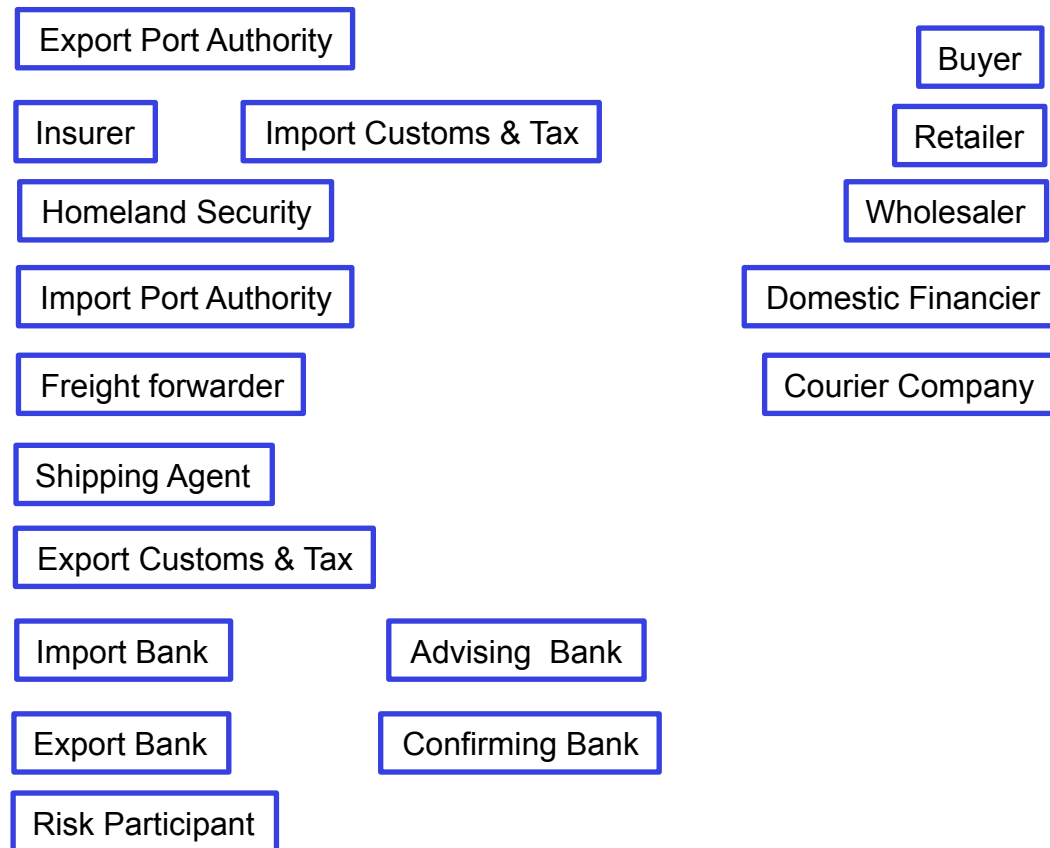 Export Port Authority
Buyer
Insurer
Import Customs & Tax
Retailer
Homeland Security
Wholesaler
Import Port Authority
Domestic Financier
Freight forwarder
Courier Company
Shipping Agent
Export Customs & Tax
Import Bank
Advising Bank
Export Bank
Confirming Bank
Risk Participant